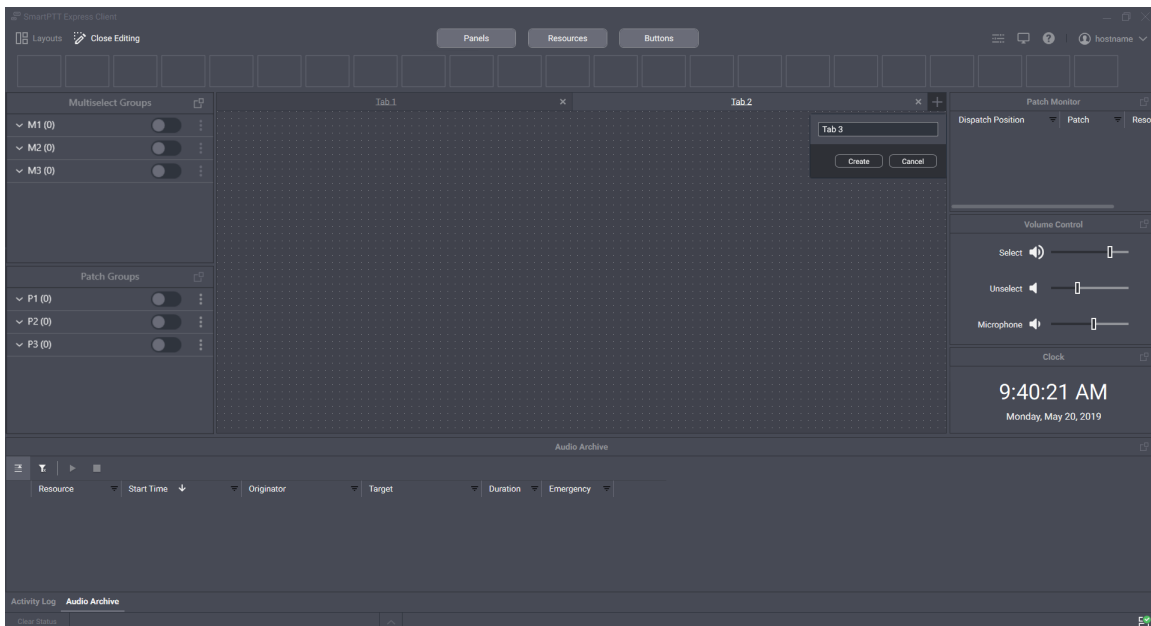 SmartPTT Express Client
Layouts Close Editing Panels Resources Buttons hostname
Multiselect Groups
M1 (0)
M2 (0)
M3 (0)
Patch Groups
P1 (0)
P2 (0)
P3 (0)
Tab 1 Tab 2
Tab 3
Create Cancel
Patch Monitor
Dispatch Position Patch Reso
Volume Control
Select
Unselect
Microphone
Clock
9:40:21 AM
Monday, May 20, 2019
Audio Archive
Resource Start Time Originator Target Duration Emergency
Activity Log Audio Archive
Clear Status